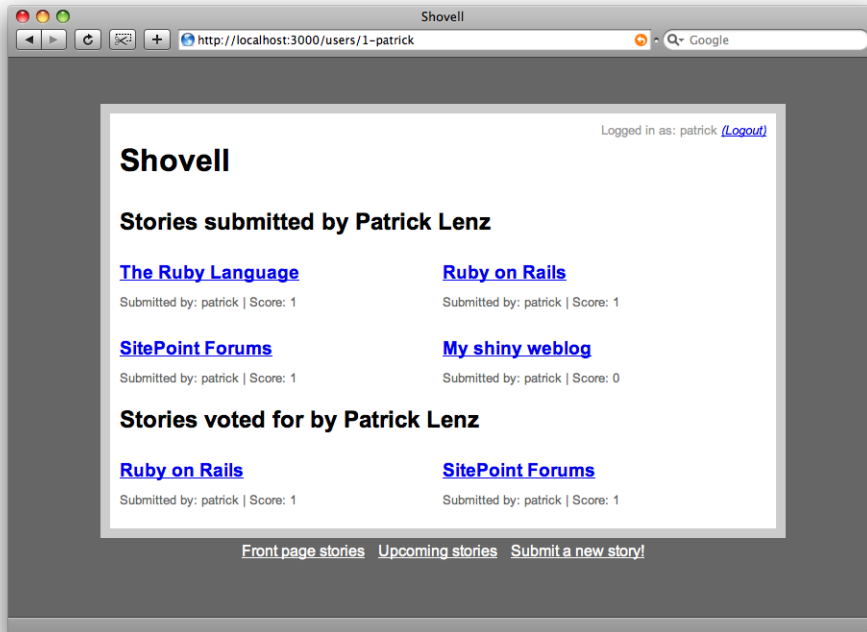 Shovell
http://localhost:3000/users/1-patrick
Google
Logged in as: patrick (Logout)
Shovell
Stories submitted by Patrick Lenz
The Ruby Language
Submitted by: patrick | Score: 1
Ruby on Rails
Submitted by: patrick | Score: 1
SitePoint Forums
Submitted by: patrick | Score: 1
My shiny weblog
Submitted by: patrick | Score: 0
Stories voted for by Patrick Lenz
Ruby on Rails
Submitted by: patrick | Score: 1
SitePoint Forums
Submitted by: patrick | Score: 1
Front page stories Upcoming stories Submit a new story!